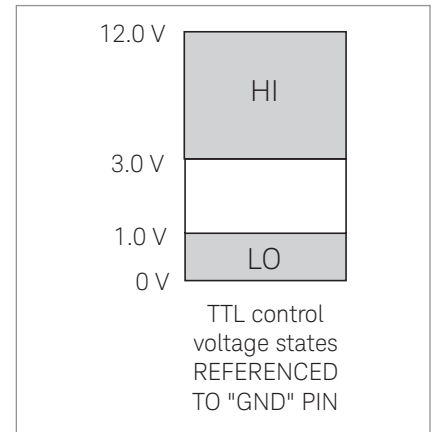 12.0 V
HI
3.0 V
1.0 V
LO
0 V
TTL control
voltage states
REFERENCED
TO "GND" PIN